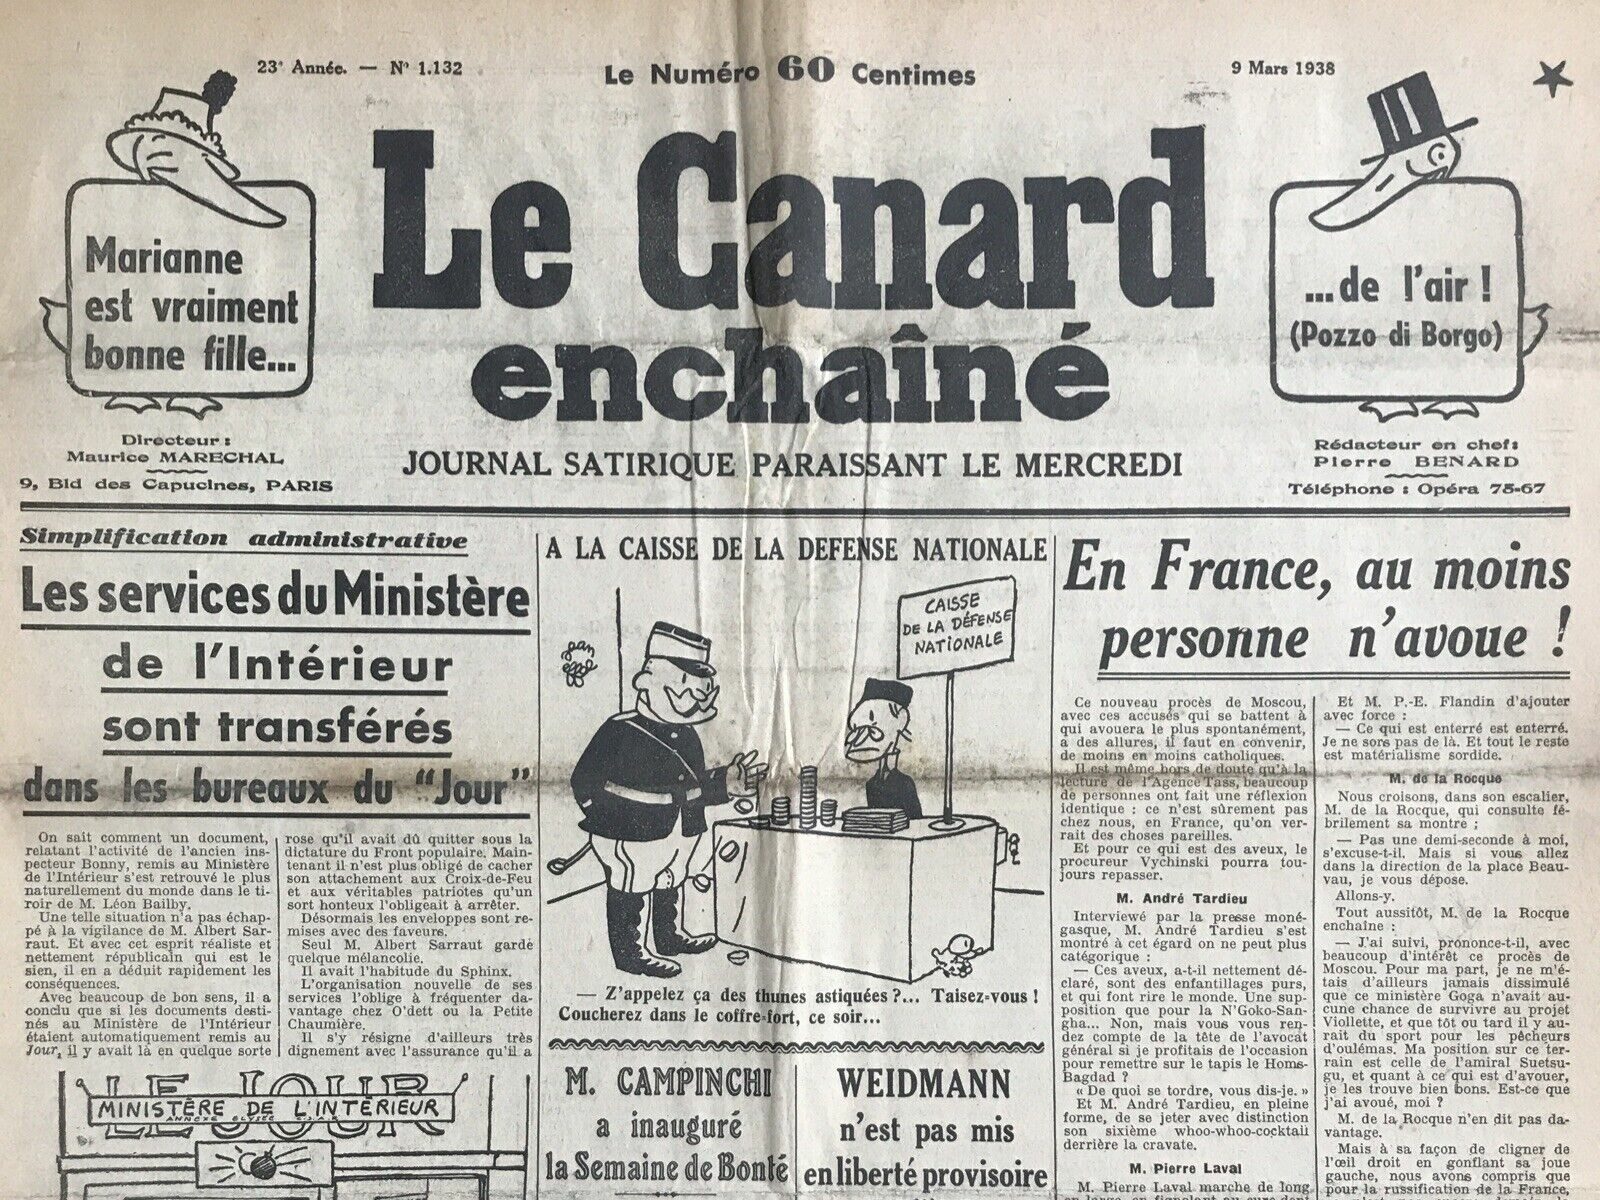 23e Année. — No 1.132
Le Numéro 60 Centimes
9 Mars 1938
Marianne
est vraiment
bonne fille...
Le Canard
enchaîné
...de l'air !
(Pozzo di Borgo)
Directeur :
Maurice MARECHAL
9, Bld des Capucines, PARIS
JOURNAL SATIRIQUE PARAISSANT LE MERCREDI
Rédacteur en chef :
Pierre BENARD
Téléphone : Opéra 75-67
Simplification administrative
Les services du Ministère
de l'Intérieur
sont transférés
dans les bureaux du "Jour"
On sait comment un document,
relatant l'activité de l'ancien ins-
pecteur Bonny, remis au Ministère
de l'Intérieur s'est retrouvé le plus
naturellement du monde dans le ti-
roir de M. Léon Bailby.
Une telle situation n'a pas échap-
pé à la vigilance de M. Albert Sar-
raut. Et avec cet esprit réaliste et
nettement républicain qui est le
sien, il en a déduit rapidement les
conséquences.
Avec beaucoup de bon sens, il a
conclu que si les documents desti-
nés au Ministère de l'Intérieur
étaient automatiquement remis au
Jour, il y avait là en quelque sorte
rose qu'il avait dû quitter sous la
dictature du Front populaire. Main-
tenant il n'est plus obligé de cacher
son attachement aux Croix-de-Feu
et aux véritables patriotes qu'un
sort honteux l'obligeait à arrêter.
Désormais les enveloppes sont re-
mises avec des faveurs.
Seul M. Albert Sarraut garde
quelque mélancolie.
Il avait l'habitude du Sphinx.
L'organisation nouvelle de ses
services l'oblige à fréquenter da-
vantage chez O'dett ou la Petite
Chaumière.
Il s'y résigne d'ailleurs très
dignement avec l'assurance qu'il a
LE JOUR
MINISTÈRE DE L'INTÉRIEUR
A LA CAISSE DE LA DEFENSE NATIONALE
jean
effel
CAISSE
DE LA DÉFENSE
NATIONALE
— Z'appelez ça des thunes astiquées ?... Taisez-vous !
Coucherez dans le coffre-fort, ce soir...
M. CAMPINCHI
a inauguré
la Semaine de Bonté
WEIDMANN
n'est pas mis
en liberté provisoire
En France, au moins
personne n'avoue !
Ce nouveau procès de Moscou,
avec ces accusés qui se battent à
qui avouera le plus spontanément,
a des allures, il faut en convenir,
de moins en moins catholiques.
Il est même hors de doute qu'à la
lecture de l'Agence Tass, beaucoup
de personnes ont fait une réflexion
identique : ce n'est sûrement pas
chez nous, en France, qu'on ver-
rait des choses pareilles.
Et pour ce qui est des aveux, le
procureur Vychinski pourra tou-
jours repasser.
M. André Tardieu
Interviewé par la presse moné-
gasque, M. André Tardieu s'est
montré à cet égard on ne peut plus
catégorique :
— Ces aveux, a-t-il nettement dé-
claré, sont des enfantillages purs,
et qui font rire le monde. Une sup-
position que pour la N'Goko-San-
gha... Non, mais vous vous ren-
dez compte de la tête de l'avocat
général si je profitais de l'occasion
pour remettre sur le tapis le Homs-
Bagdad ?
« De quoi se tordre, vous dis-je. »
Et M. André Tardieu, en pleine
forme, de se jeter avec distinction
son sixième whoo-whoo-cocktail
derrière la cravate.
M. Pierre Laval
M. Pierre Laval marche de long
Et M. P.-E. Flandin d'ajouter
avec force :
— Ce qui est enterré est enterré.
Je ne sors pas de là. Et tout le reste
est matérialisme sordide.
M. de la Rocque
Nous croisons, dans son escalier,
M. de la Rocque, qui consulte fé-
brilement sa montre :
— Pas une demi-seconde à moi,
s'excuse-t-il. Mais si vous allez
dans la direction de la place Beau-
vau, je vous dépose.
Allons-y.
Tout aussitôt, M. de la Rocque
enchaîne :
— J'ai suivi, prononce-t-il, avec
beaucoup d'intérêt ce procès de
Moscou. Pour ma part, je ne m'é-
tais d'ailleurs jamais dissimulé
que ce ministère Goga n'avait au-
cune chance de survivre au projet
Viollette, et que tôt ou tard il y au-
rait du sport pour les pêcheurs
d'oulémas. Ma position sur ce ter-
rain est celle de l'amiral Suetsu-
gu, et quant à ce qui est d'avouer,
je les trouve bien bons. Est-ce que
j'ai avoué, moi ?
M. de la Rocque n'en dit pas da-
vantage.
Mais à sa façon de cligner de
l'œil droit en gonflant sa joue
gauche, nous avons compris que
pour la russification de la France,